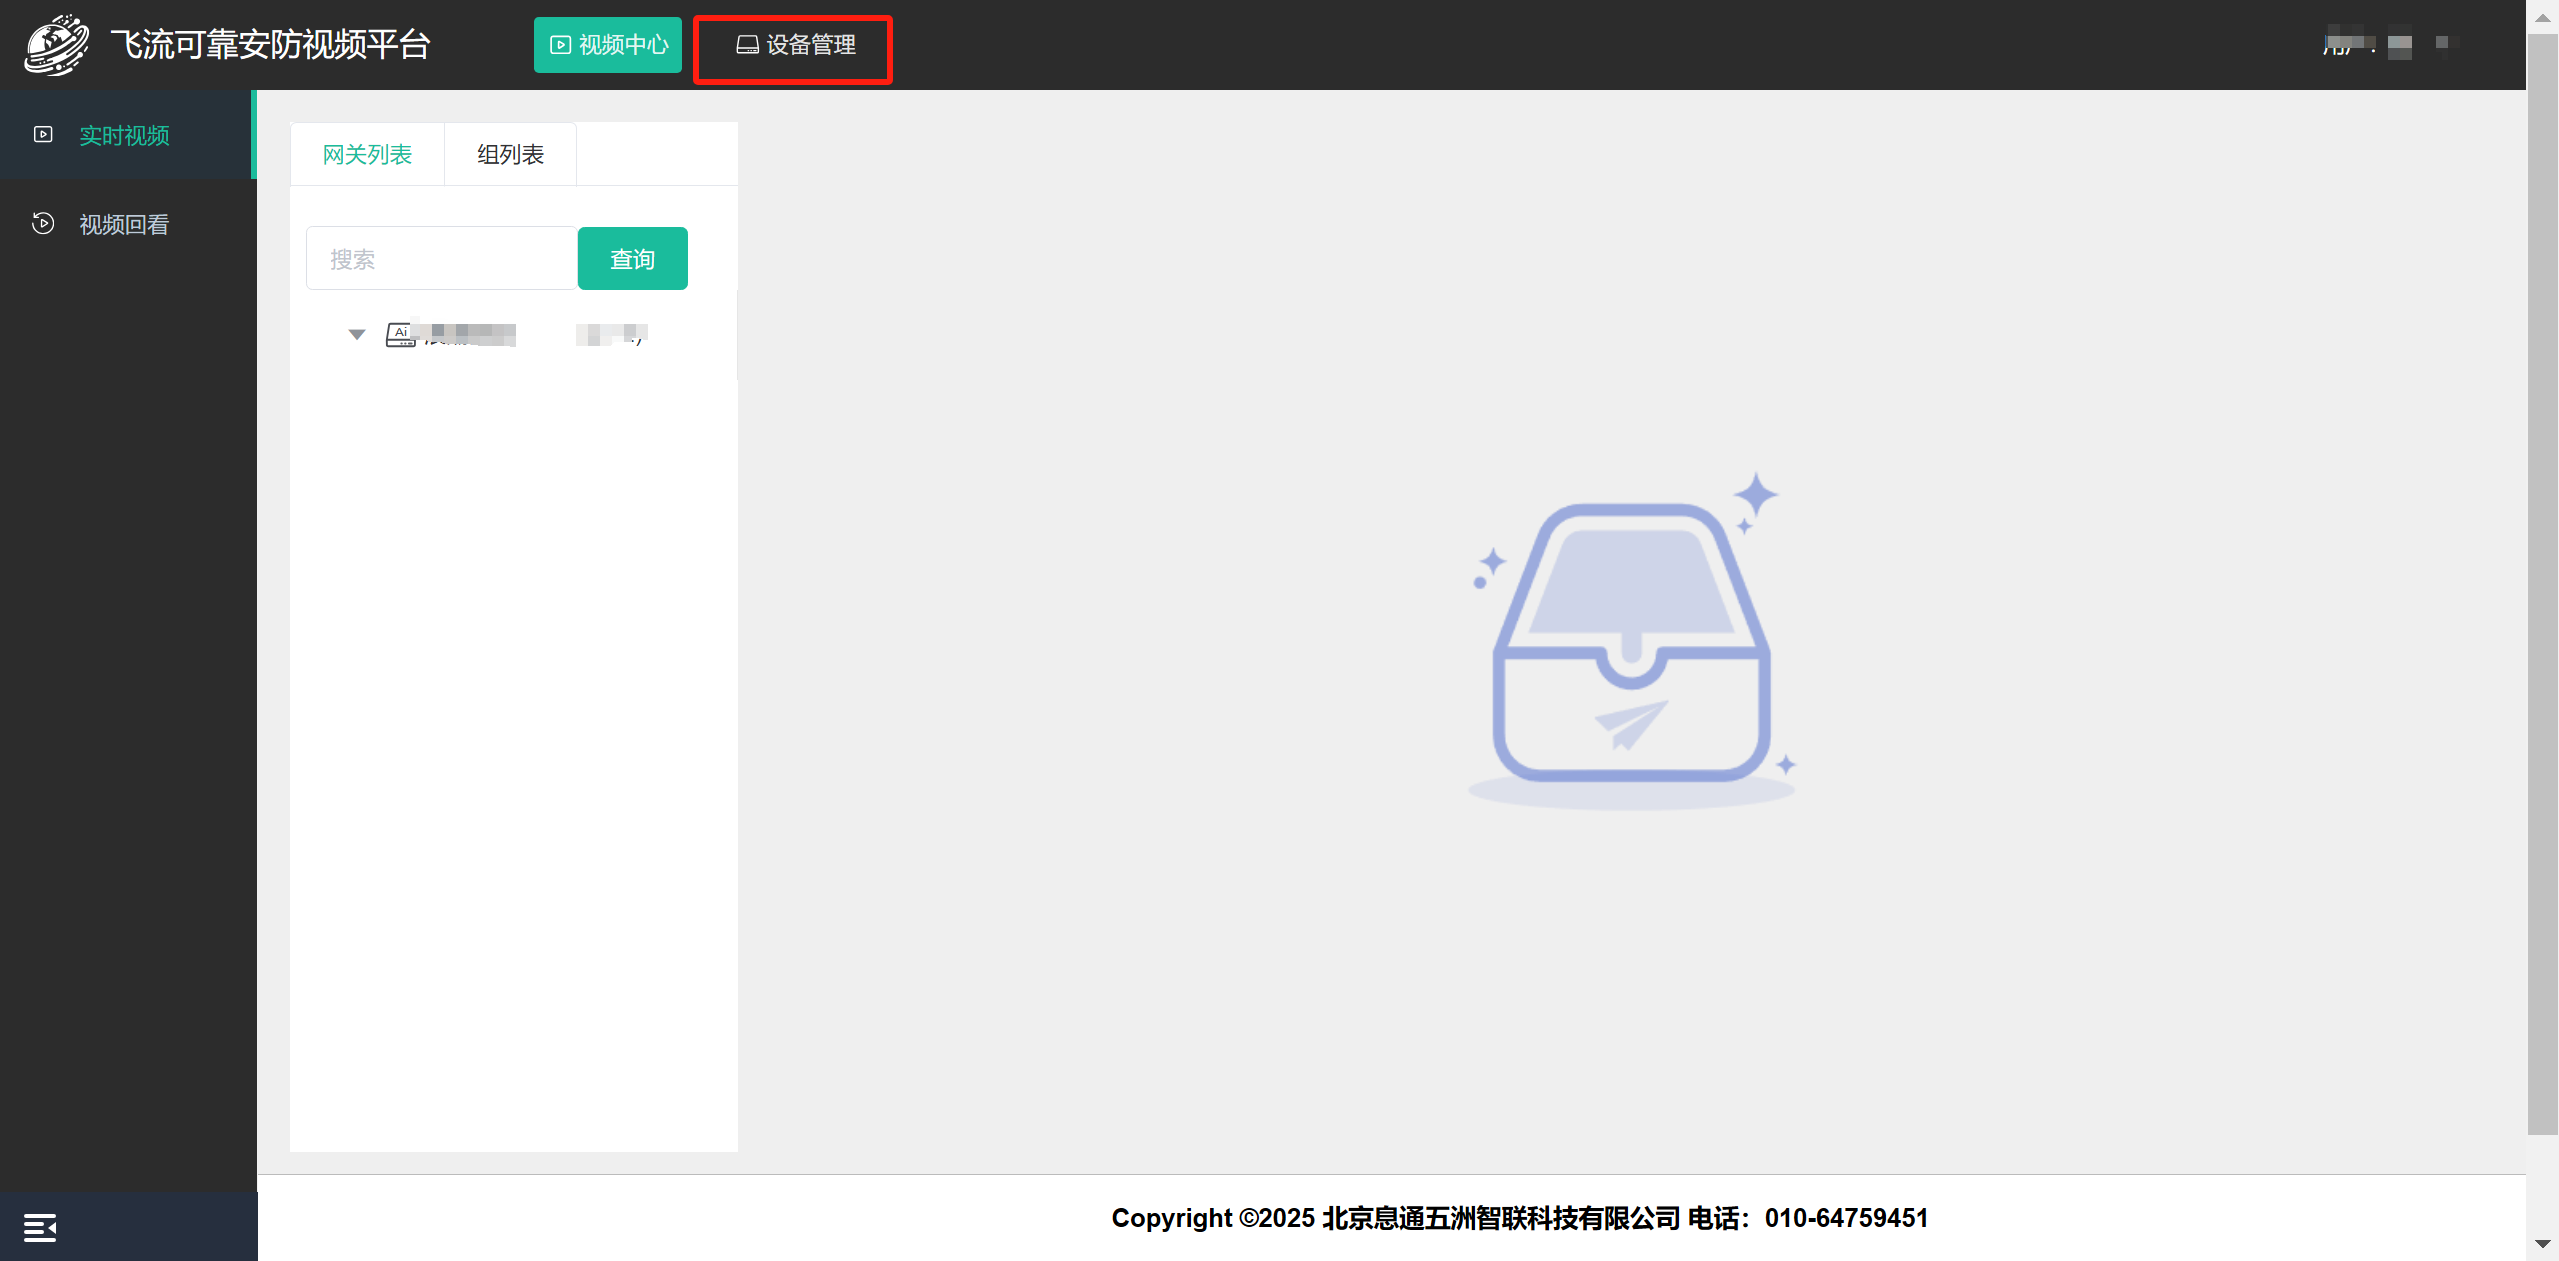 飞流可靠安防视频平台
视频中心
设备管理
实时视频
视频回看
网关列表
组列表
搜索
查询
Ai
Copyright ©2025 北京息通五洲智联科技有限公司 电话：010-64759451